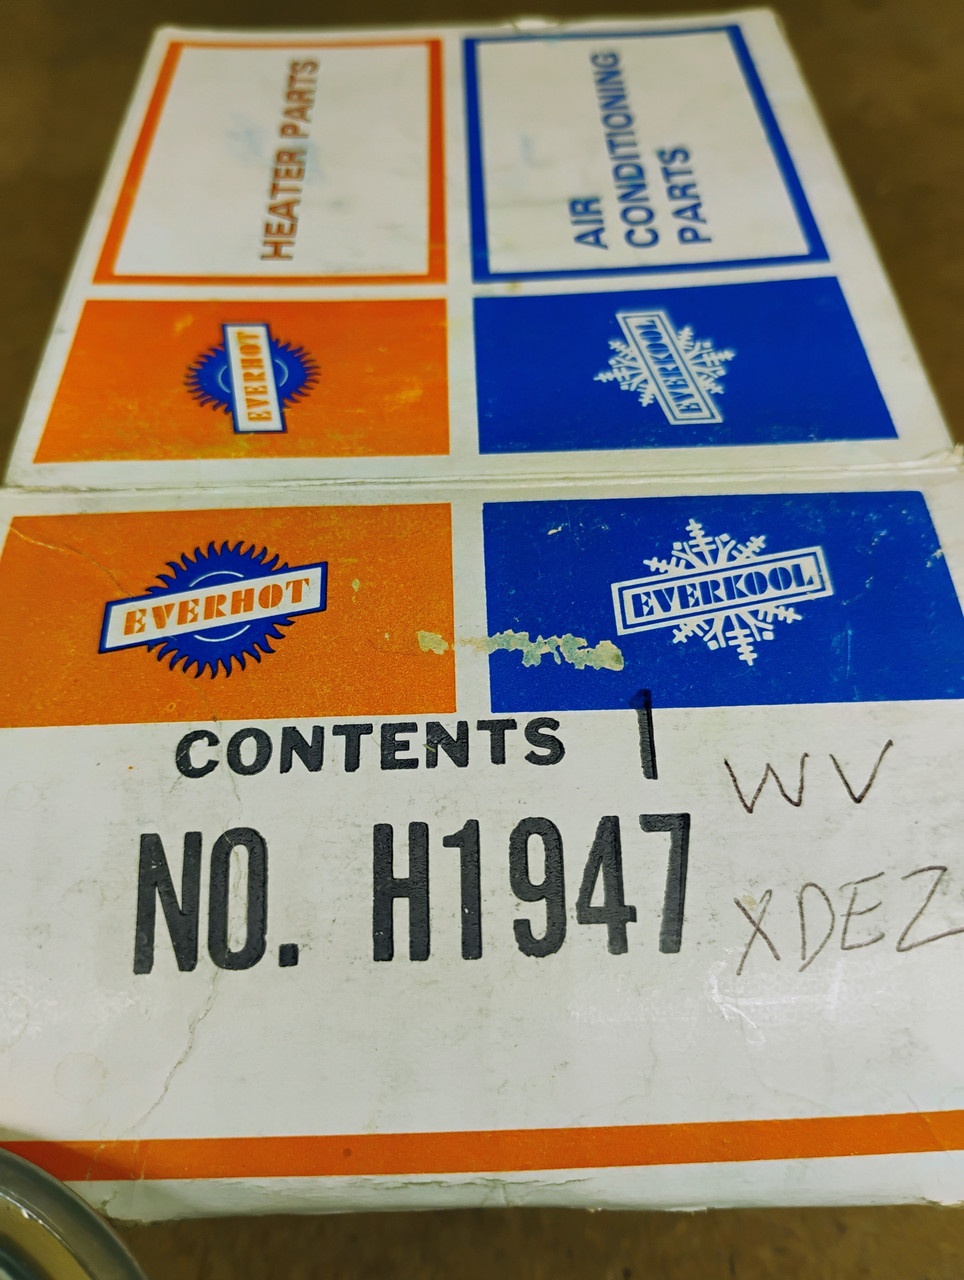 HEATER PARTS
AIR
CONDITIONING
PARTS
EVERHOT
EVERKOOL
EVERHOT
EVERKOOL
CONTENTS 1
WV
NO. H1947
XDEZ